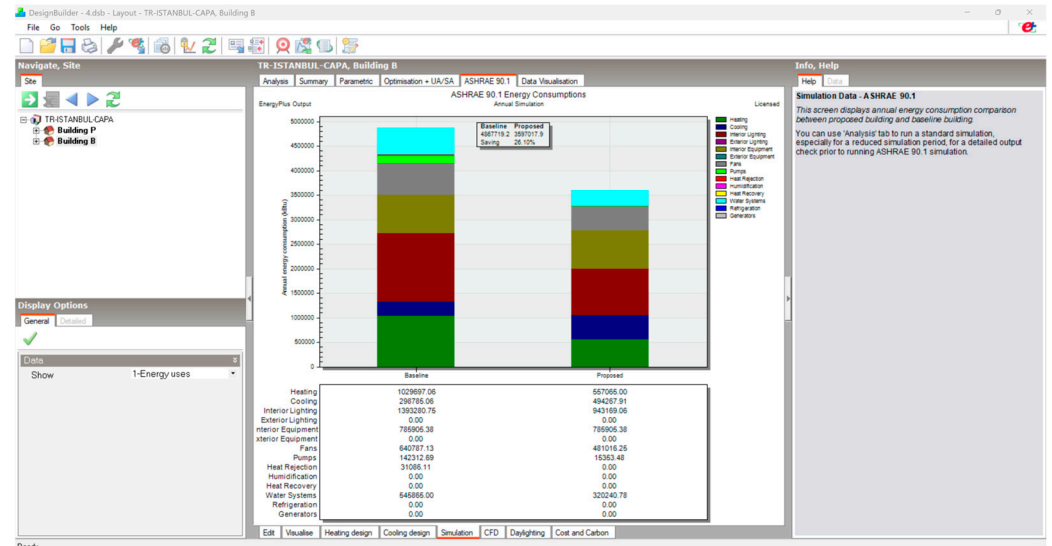 DesignBuilder - 4.dsb - Layout - TR-ISTANBUL-CAPA, Building B
File Go Tools Help
Navigate, Site
Site
TR-ISTANBUL-CAPA
Building P
Building B
Display Options
General Detailed
Data
Show 1-Energy uses
TR-ISTANBUL-CAPA, Building B
Analysis Summary Parametric Optimisation + UA/SA ASHRAE 90.1 Data Visualisation
ASHRAE 90.1 Energy Consumptions
EnergyPlus Output Annual Simulation Licensed
Baseline Proposed
4867719.2 3597017.9
Saving 26.10%
Annual energy consumption (kBtu)
5000000
4500000
4000000
3500000
3000000
2500000
2000000
1500000
1000000
500000
0
Baseline Proposed
Heating
Cooling
Interior Lighting
Exterior Lighting
Interior Equipment
Exterior Equipment
Fans
Pumps
Heat Rejection
Humidification
Heat Recovery
Water Systems
Refrigeration
Generators
Heating 1029697.06 557065.00
Cooling 298785.06 494267.91
Interior Lighting 1393280.75 943169.06
Exterior Lighting 0.00 0.00
nterior Equipment 785905.38 785905.38
xterior Equipment 0.00 0.00
Fans 640787.13 481016.25
Pumps 142312.69 15353.48
Heat Rejection 31086.11 0.00
Humidification 0.00 0.00
Heat Recovery 0.00 0.00
Water Systems 545865.00 320240.78
Refrigeration 0.00 0.00
Generators 0.00 0.00
Edit Visualise Heating design Cooling design Simulation CFD Daylighting Cost and Carbon
Info, Help
Help Data
Simulation Data - ASHRAE 90.1
This screen displays annual energy consumption comparison
between proposed building and baseline building.
You can use 'Analysis' tab to run a standard simulation,
especially for a reduced simulation period, for a detailed output
check prior to running ASHRAE 90.1 simulation.